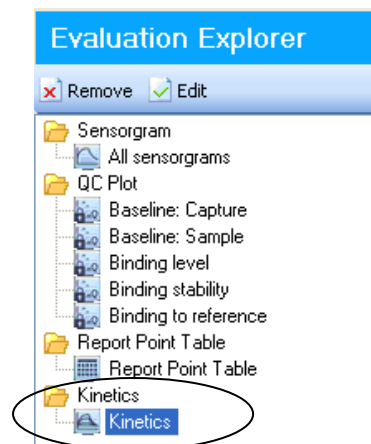 Evaluation Explorer
Remove Edit
Sensorgram
All sensorgrams
QC Plot
Baseline: Capture
Baseline: Sample
Binding level
Binding stability
Binding to reference
Report Point Table
Report Point Table
Kinetics
Kinetics